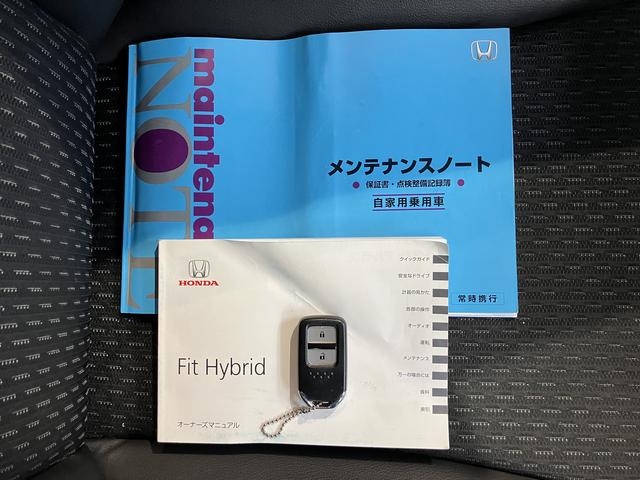 maintena
NOTE
メンテナンスノート
保証書・点検整備記録簿
自家用乗用車
常時携行
HONDA
Fit Hybrid
オーナーズマニュアル
クイックガイド
安全なドライブ
計器の見かた
各部の操作
オーディオ
運転
メンテナンス
万一の場合には
資料
索引